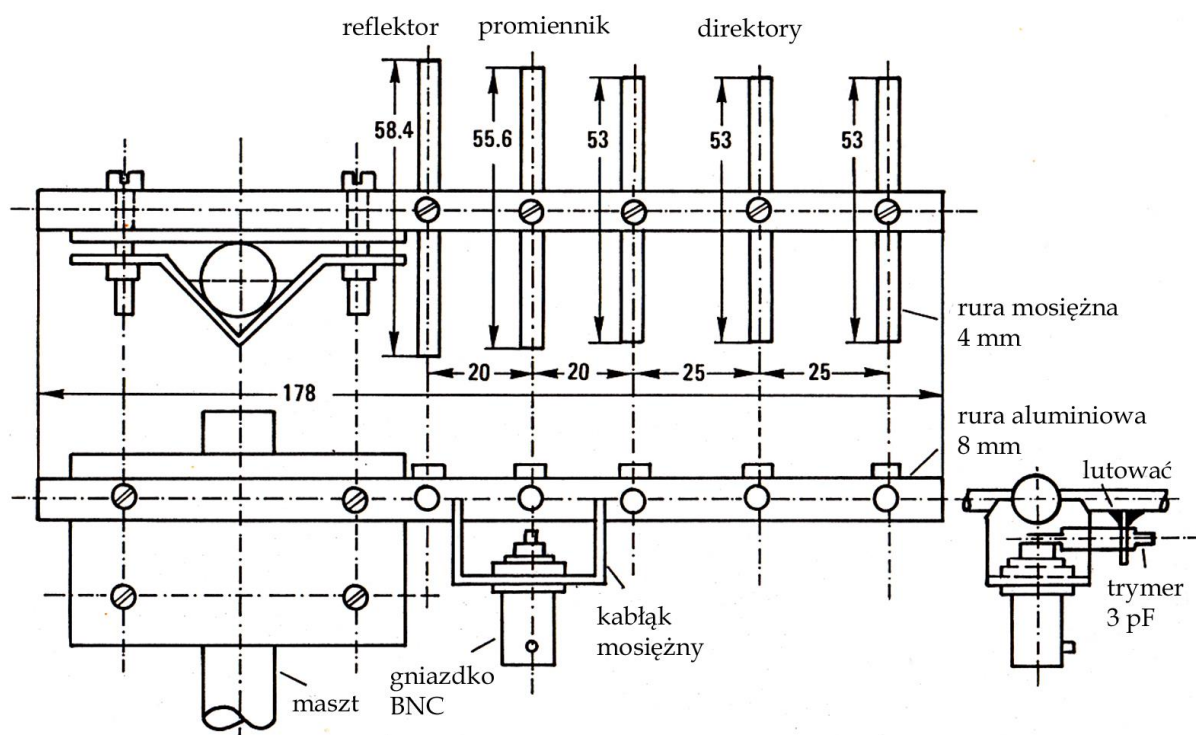 reflektor
promiennik
direktory
58.4
55.6
53
53
53
rura mosiężna
4 mm
20
20
25
25
178
rura aluminiowa
8 mm
lutować
trymer
3 pF
kabłąk
mosiężny
gniazdko
BNC
maszt